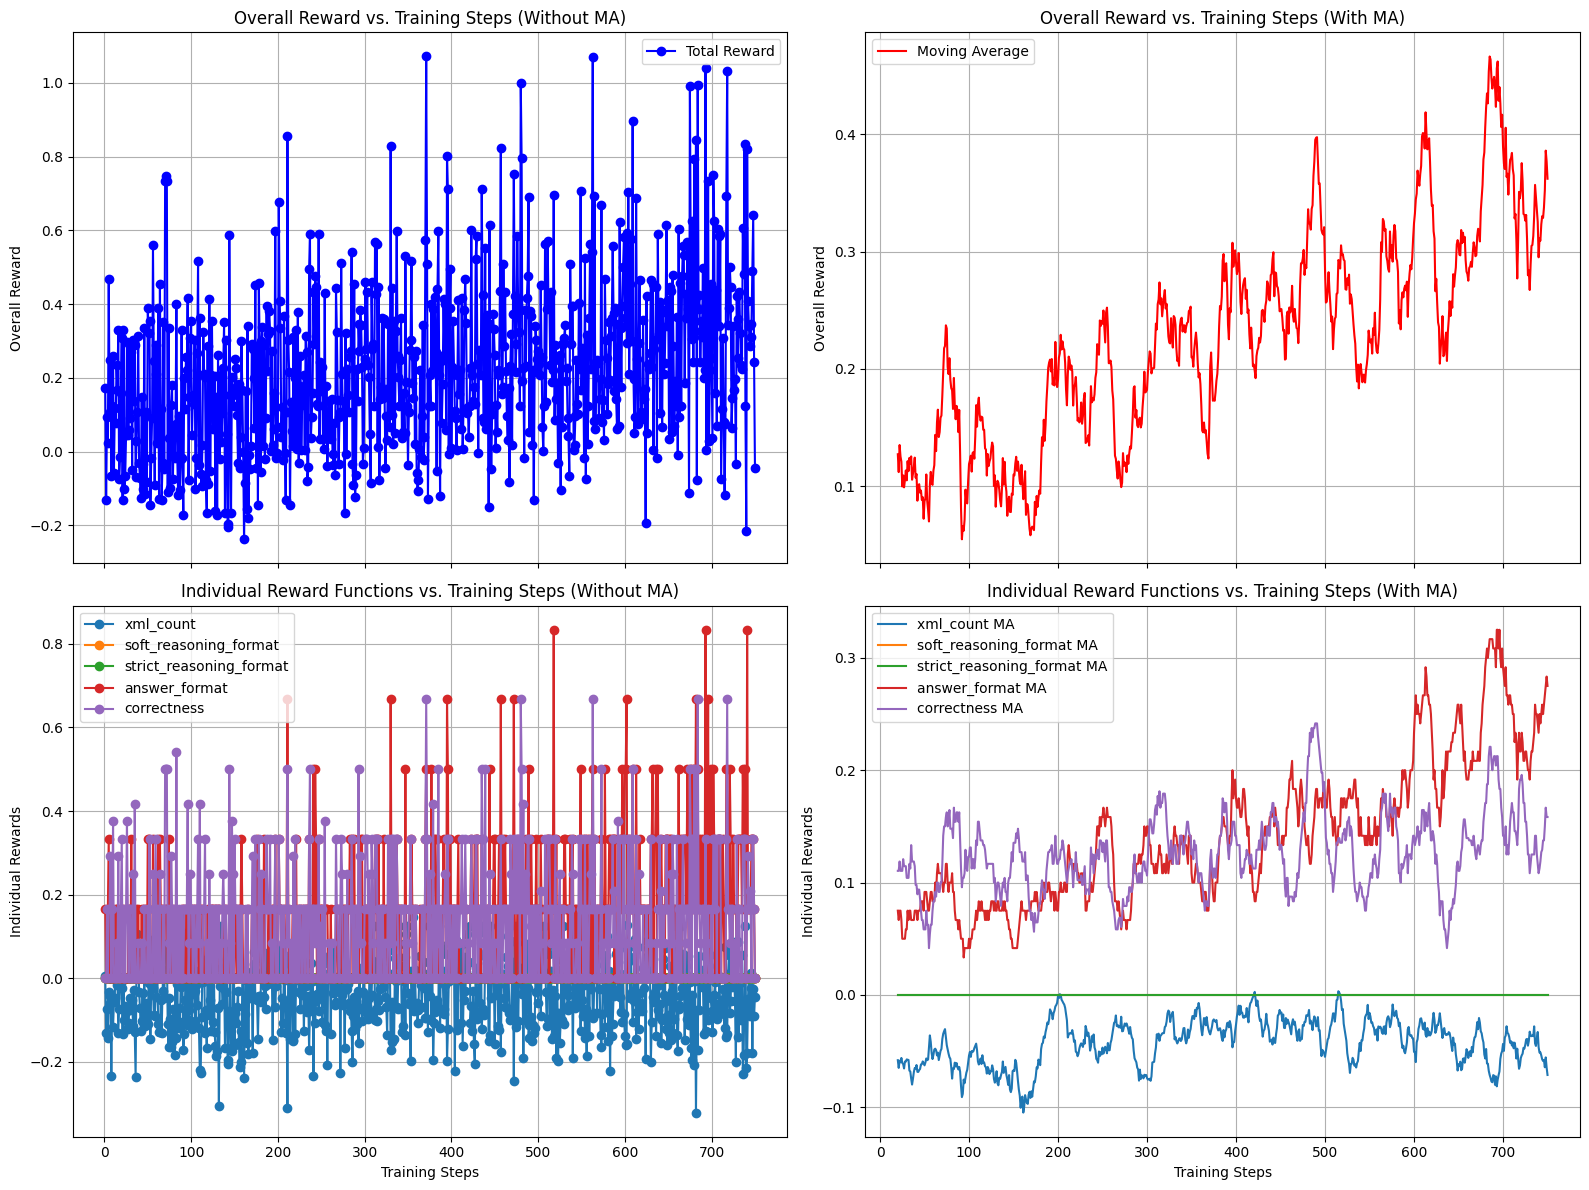 Overall Reward vs. Training Steps (Without MA)
Overall Reward
1.0
0.8
0.6
0.4
0.2
0.0
−0.2
Total Reward
Overall Reward vs. Training Steps (With MA)
Overall Reward
0.4
0.3
0.2
0.1
Moving Average
Individual Reward Functions vs. Training Steps (Without MA)
Individual Rewards
0.8
0.6
0.4
0.2
0.0
−0.2
xml_count
soft_reasoning_format
strict_reasoning_format
answer_format
correctness
0 100 200 300 400 500 600 700
Training Steps
Individual Reward Functions vs. Training Steps (With MA)
Individual Rewards
0.3
0.2
0.1
0.0
−0.1
xml_count MA
soft_reasoning_format MA
strict_reasoning_format MA
answer_format MA
correctness MA
0 100 200 300 400 500 600 700
Training Steps